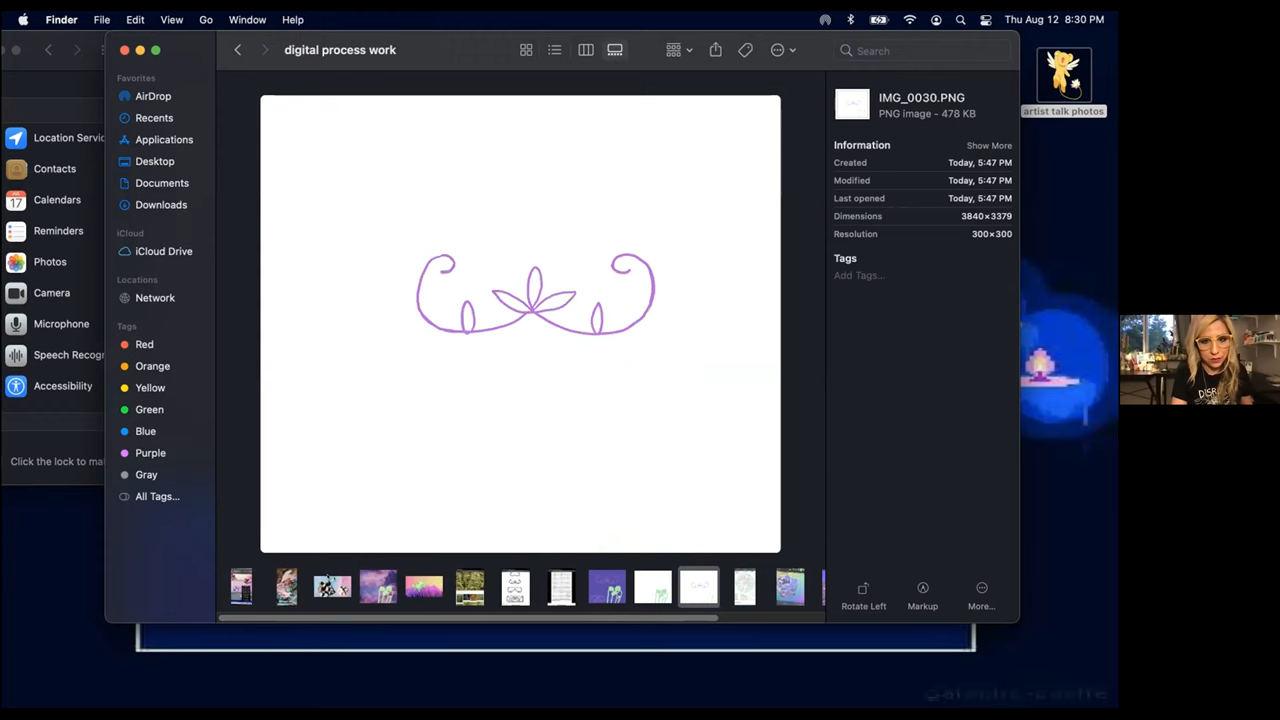 Finder File Edit View Go Window Help Thu Aug 12 8:30 PM
digital process work
Search
Favorites
AirDrop
Recents
Applications
Desktop
Documents
Downloads
iCloud
iCloud Drive
Locations
Network
Tags
Red
Orange
Yellow
Green
Blue
Purple
Gray
All Tags...
Location Servic
Contacts
17
Calendars
Reminders
Photos
Camera
Microphone
Speech Recog
Accessibility
Click the lock to mal
IMG_0030.PNG
PNG image - 478 KB
Information Show More
Created Today, 5:47 PM
Modified Today, 5:47 PM
Last opened Today, 5:47 PM
Dimensions 3840×3379
Resolution 300×300
Tags
Add Tags...
Rotate Left Markup More...
artist talk photos